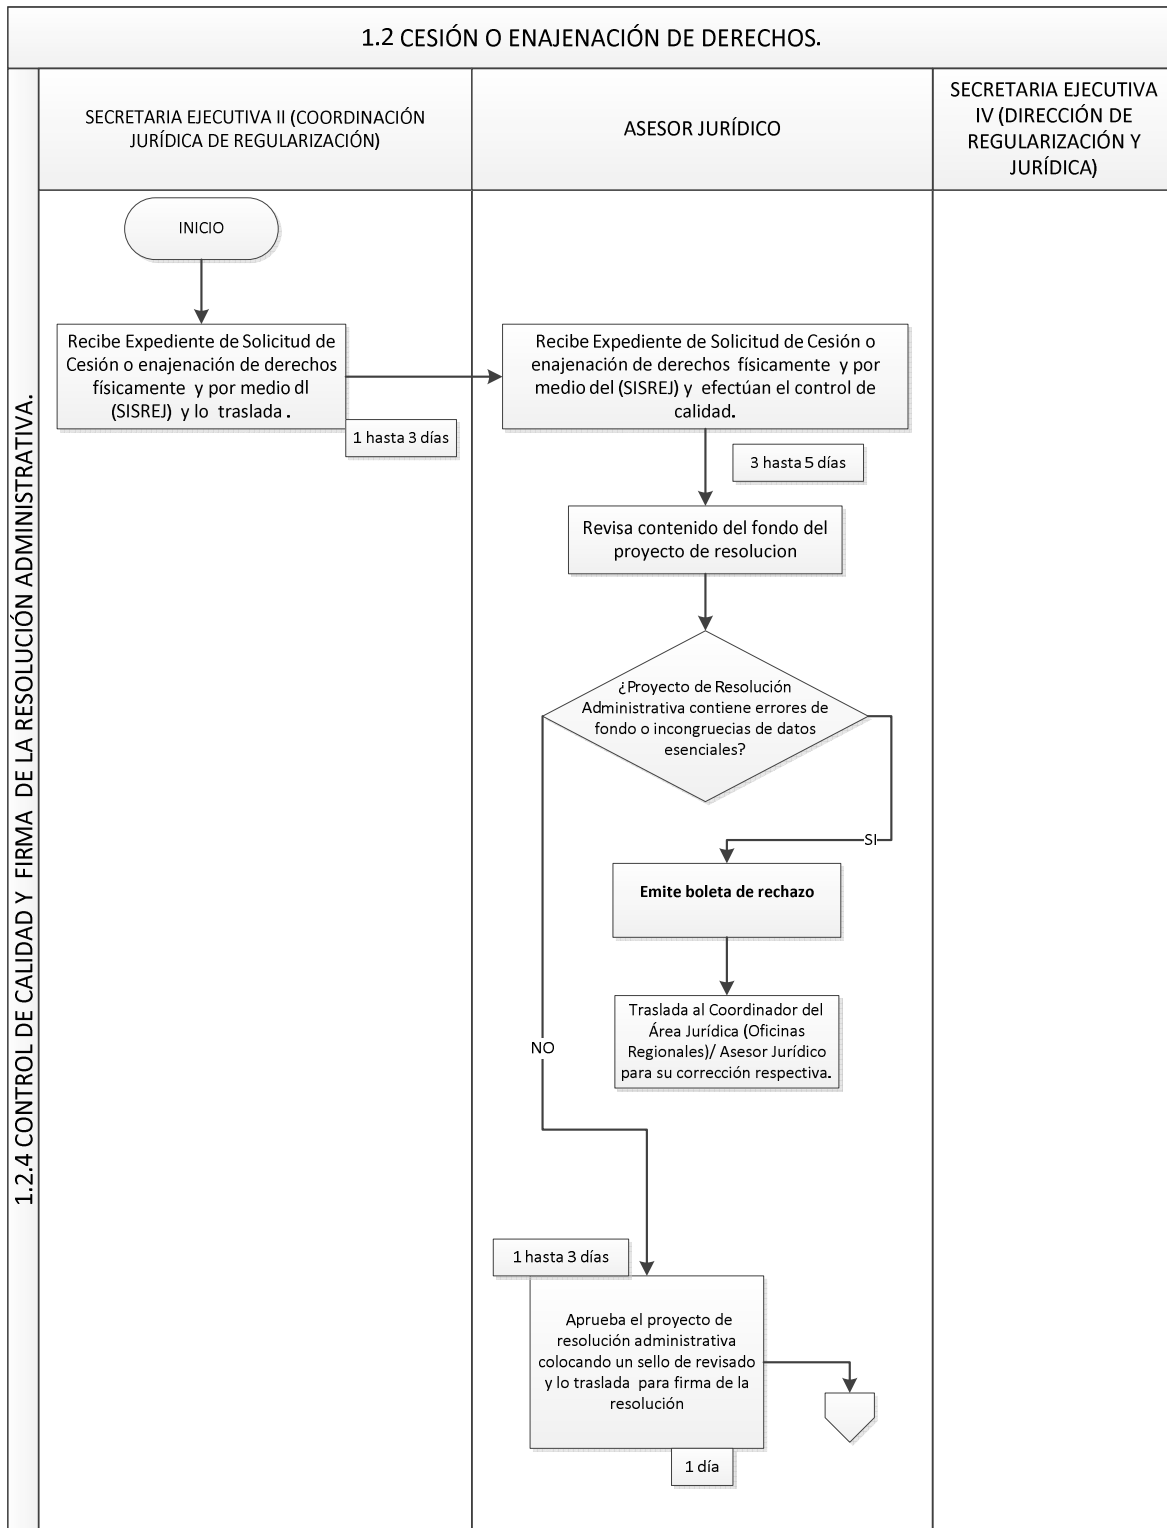 1.2 CESIÓN O ENAJENACIÓN DE DERECHOS.
1.2.4 CONTROL DE CALIDAD Y FIRMA DE LA RESOLUCIÓN ADMINISTRATIVA.
SECRETARIA EJECUTIVA II (COORDINACIÓN
JURÍDICA DE REGULARIZACIÓN)
ASESOR JURÍDICO
SECRETARIA EJECUTIVA
IV (DIRECCIÓN DE
REGULARIZACIÓN Y
JURÍDICA)
INICIO
Recibe Expediente de Solicitud de
Cesión o enajenación de derechos
físicamente y por medio dl
(SISREJ) y lo traslada .
1 hasta 3 días
Recibe Expediente de Solicitud de Cesión o
enajenación de derechos físicamente y por
medio del (SISREJ) y efectúan el control de
calidad.
3 hasta 5 días
Revisa contenido del fondo del
proyecto de resolucion
¿Proyecto de Resolución
Administrativa contiene errores de
fondo o incongruecias de datos
esenciales?
SI
Emite boleta de rechazo
Traslada al Coordinador del
Área Jurídica (Oficinas
Regionales)/ Asesor Jurídico
para su corrección respectiva.
NO
1 hasta 3 días
Aprueba el proyecto de
resolución administrativa
colocando un sello de revisado
y lo traslada para firma de la
resolución
1 día